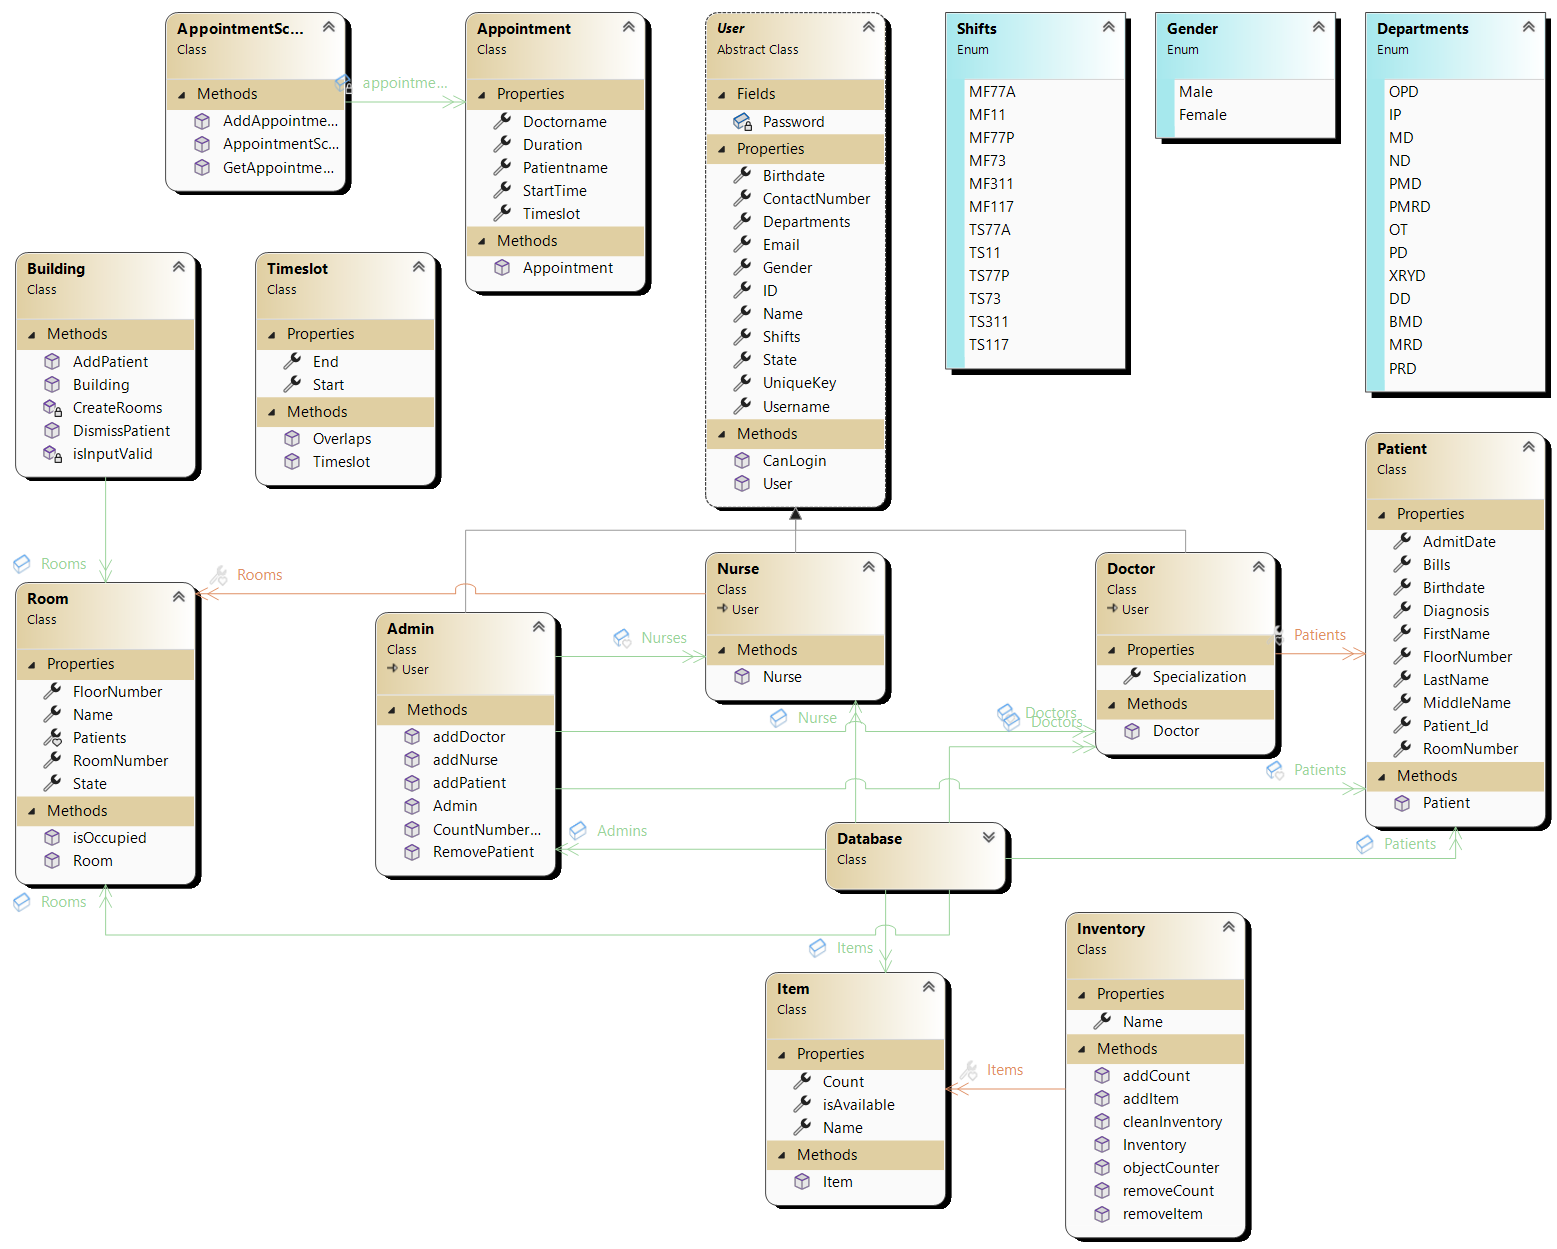 AppointmentSc...
Class
Methods
AddAppointme...
AppointmentSc...
GetAppointme...
appointme...
Appointment
Class
Properties
Doctorname
Duration
Patientname
StartTime
Timeslot
Methods
Appointment
User
Abstract Class
Fields
Password
Properties
Birthdate
ContactNumber
Departments
Email
Gender
ID
Name
Shifts
State
UniqueKey
Username
Methods
CanLogin
User
Shifts
Enum
MF77A
MF11
MF77P
MF73
MF311
MF117
TS77A
TS11
TS77P
TS73
TS311
TS117
Gender
Enum
Male
Female
Departments
Enum
OPD
IP
MD
ND
PMD
PMRD
OT
PD
XRYD
DD
BMD
MRD
PRD
Building
Class
Methods
AddPatient
Building
CreateRooms
DismissPatient
isInputValid
Timeslot
Class
Properties
End
Start
Methods
Overlaps
Timeslot
Rooms
Rooms
Room
Class
Properties
FloorNumber
Name
Patients
RoomNumber
State
Methods
isOccupied
Room
Rooms
Admin
Class
User
Methods
addDoctor
addNurse
addPatient
Admin
CountNumber...
RemovePatient
Nurses
Nurse
Class
User
Methods
Nurse
Nurse
Doctors
Doctors
Doctor
Class
User
Properties
Specialization
Methods
Doctor
Patients
Patients
Patient
Class
Properties
AdmitDate
Bills
Birthdate
Diagnosis
FirstName
FloorNumber
LastName
MiddleName
Patient_Id
RoomNumber
Methods
Patient
Patients
Admins
Database
Class
Items
Item
Class
Properties
Count
isAvailable
Name
Methods
Item
Items
Inventory
Class
Properties
Name
Methods
addCount
addItem
cleanInventory
Inventory
objectCounter
removeCount
removeItem